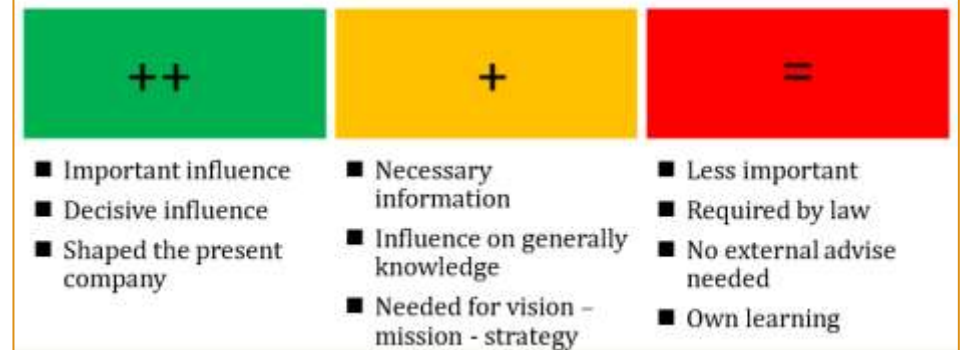 ++
■ Important influence
■ Decisive influence
■ Shaped the present
company
+
■ Necessary
information
■ Influence on generally
knowledge
■ Needed for vision –
mission - strategy
=
■ Less important
■ Required by law
■ No external advise
needed
■ Own learning